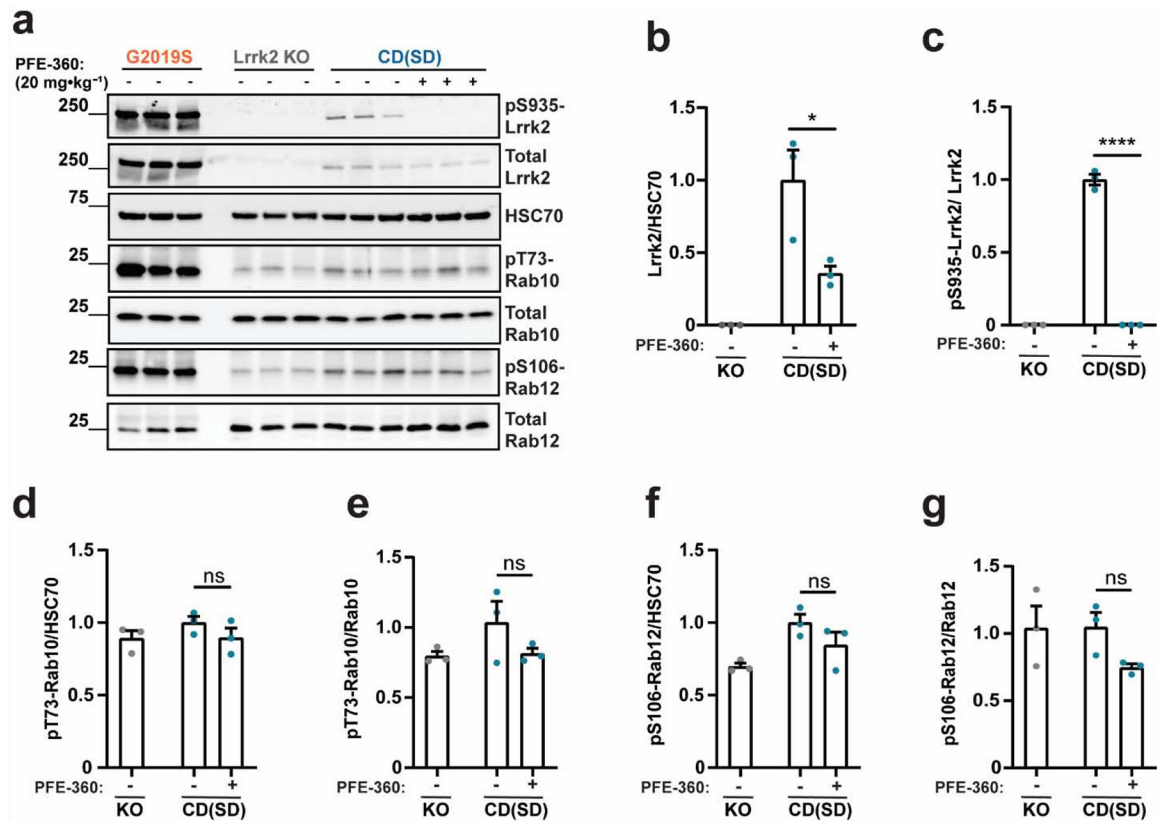 a
PFE-360:
(20 mg•kg⁻¹)
G2019S Lrrk2 KO CD(SD)
- - - - - - - - - + + +
250 pS935-
Lrrk2
250 Total
Lrrk2
75 HSC70
25 pT73-
Rab10
25 Total
Rab10
25 pS106-
Rab12
25 Total
Rab12
b
Lrrk2/HSC70
1.5
1.0
0.5
0
*
PFE-360: - - +
KO CD(SD)
c
pS935-Lrrk2/ Lrrk2
1.5
1.0
0.5
0
****
PFE-360: - - +
KO CD(SD)
d
pT73-Rab10/HSC70
1.5
1.0
0.5
0
ns
PFE-360: - - +
KO CD(SD)
e
pT73-Rab10/Rab10
1.5
1.0
0.5
0
ns
PFE-360: - - +
KO CD(SD)
f
pS106-Rab12/HSC70
1.5
1.0
0.5
0
ns
PFE-360: - - +
KO CD(SD)
g
pS106-Rab12/Rab12
1.5
1.0
0.5
0
ns
PFE-360: - - +
KO CD(SD)